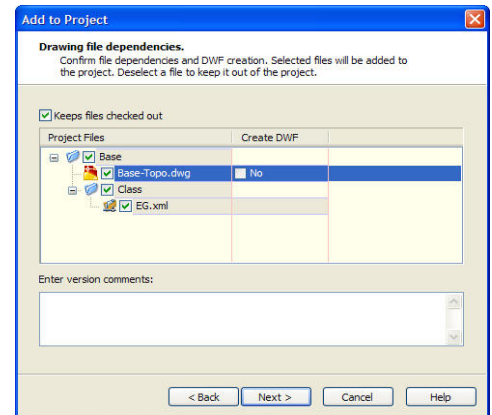 Add to Project
Drawing file dependencies.
Confirm file dependencies and DWF creation. Selected files will be added to
the project. Deselect a file to keep it out of the project.
Keeps files checked out
Project Files Create DWF
Base
Base-Topo.dwg No
Class
EG.xml
Enter version comments:
< Back Next > Cancel Help